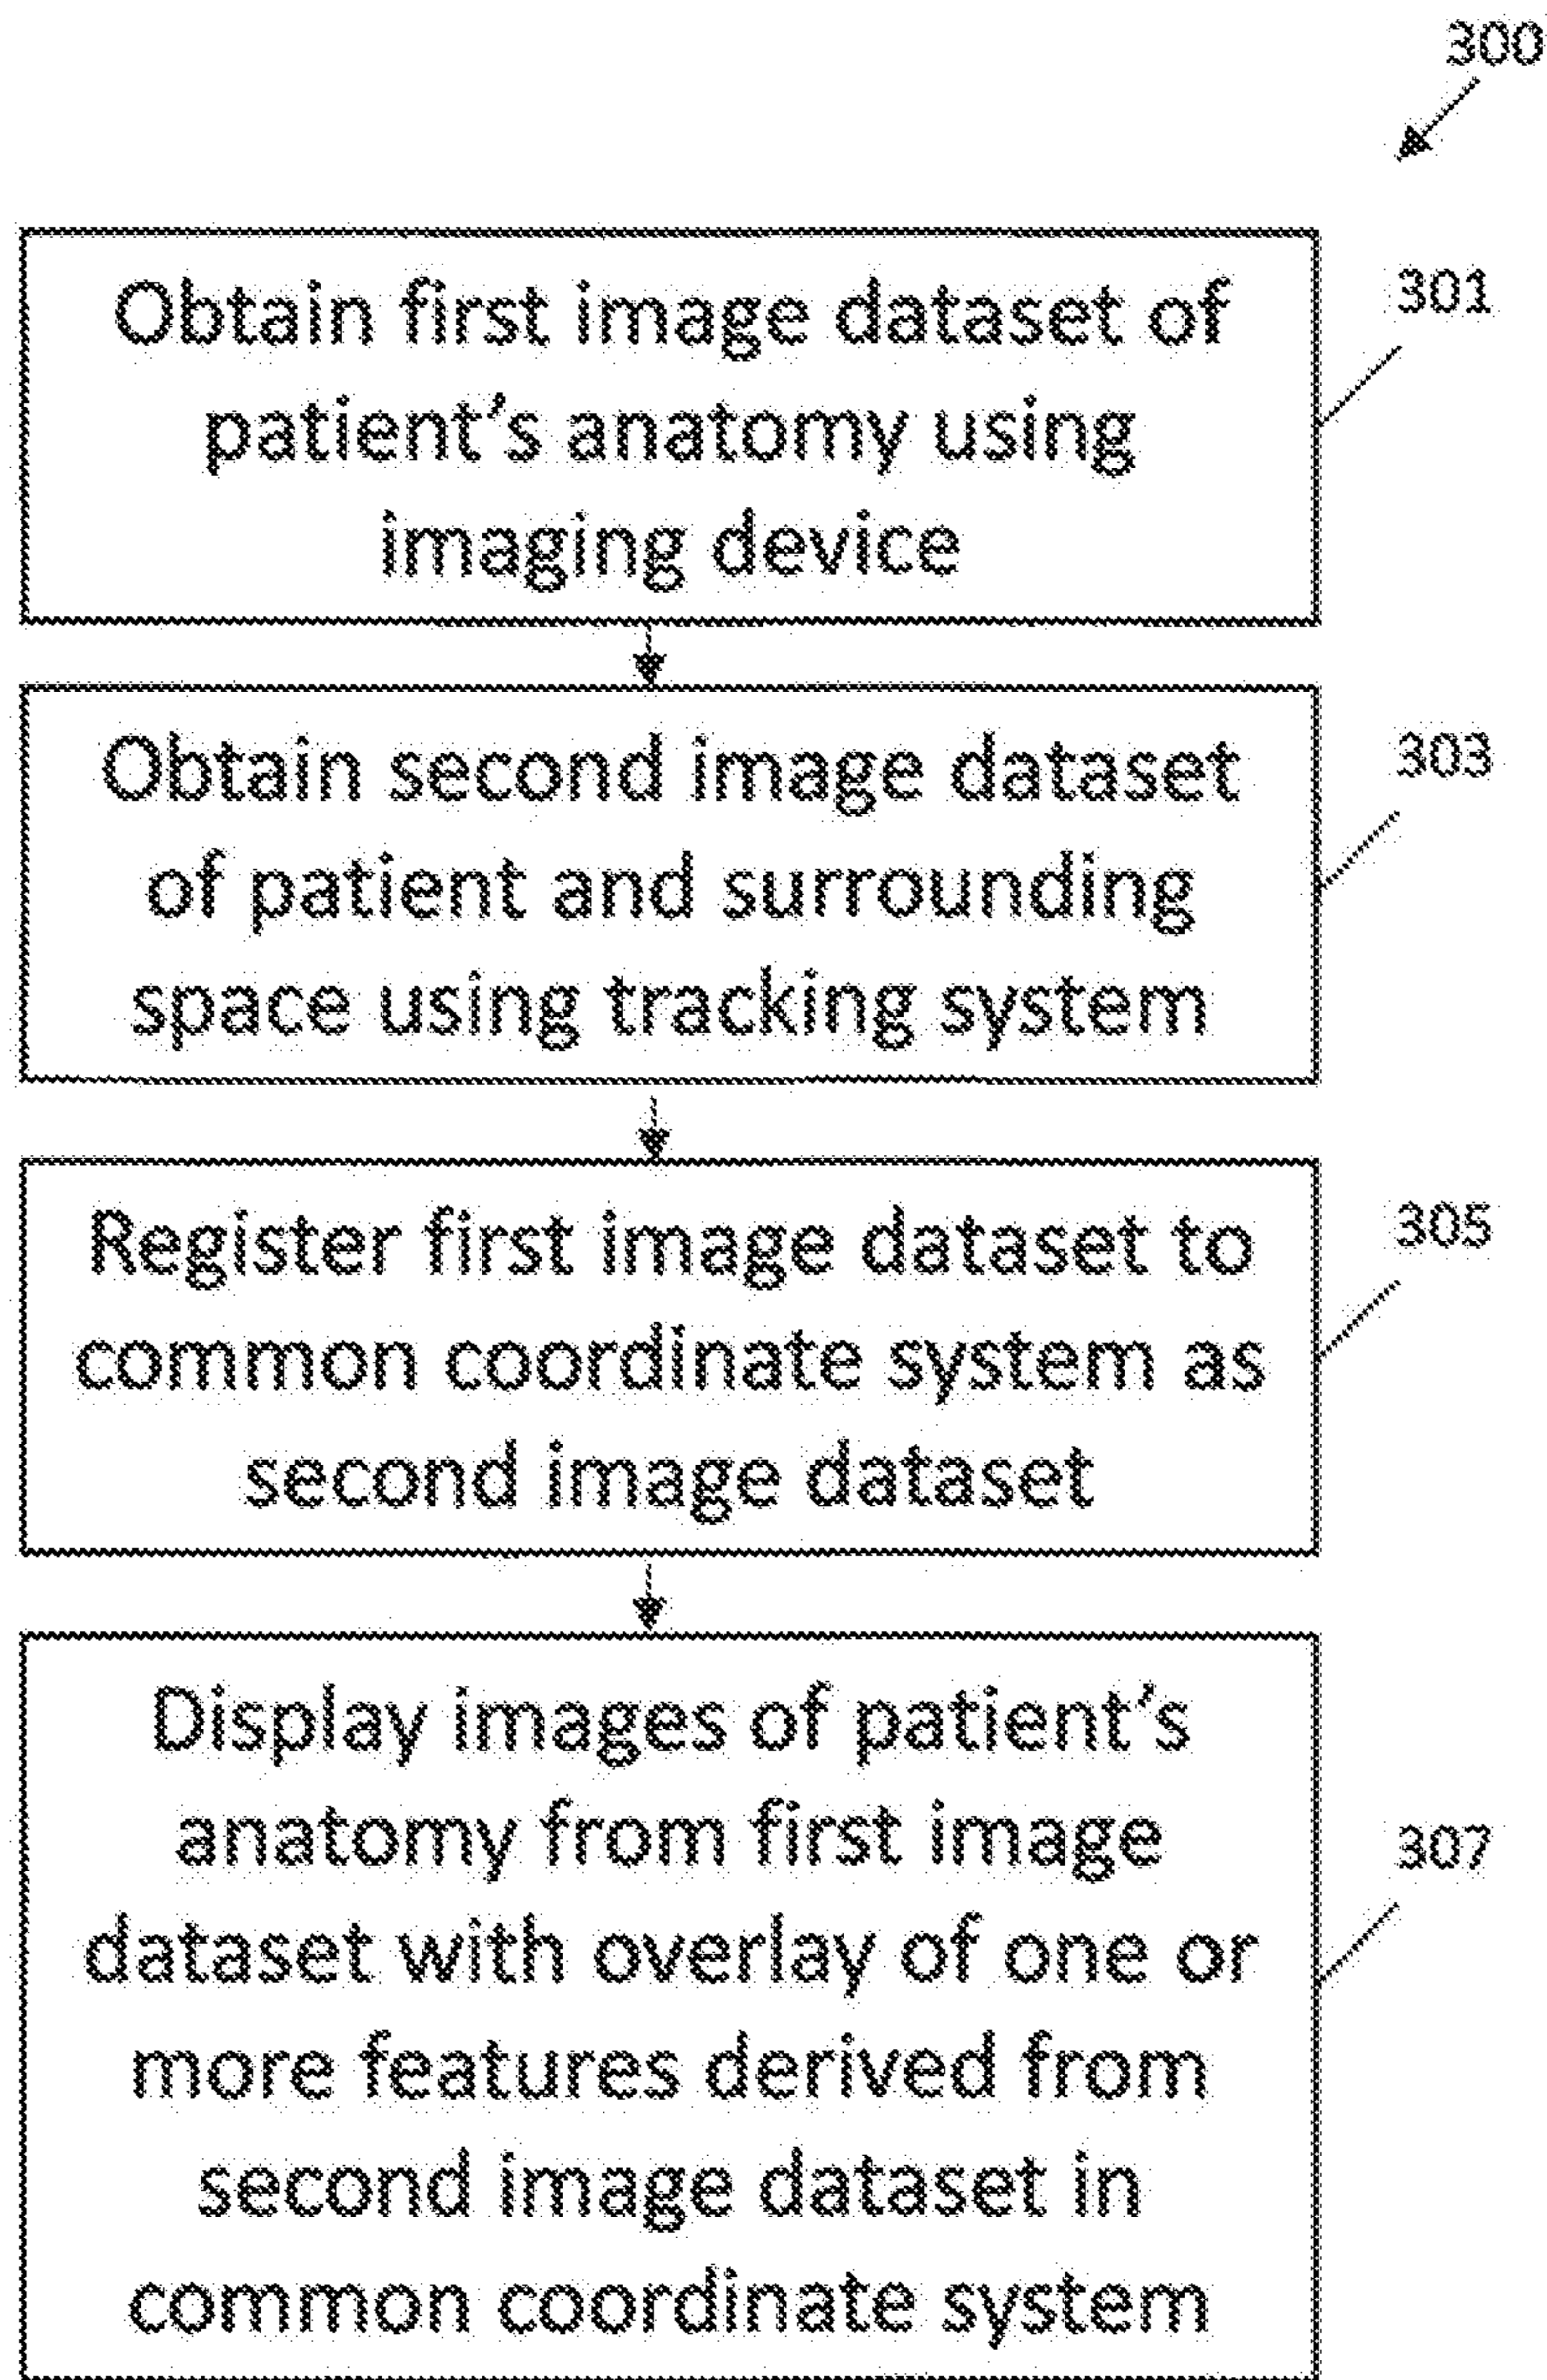 300
Obtain first image dataset of
patient's anatomy using
imaging device
301
Obtain second image dataset
of patient and surrounding
space using tracking system
303
Register first image dataset to
common coordinate system as
second image dataset
305
Display images of patient's
anatomy from first image
dataset with overlay of one or
more features derived from
second image dataset in
common coordinate system
307